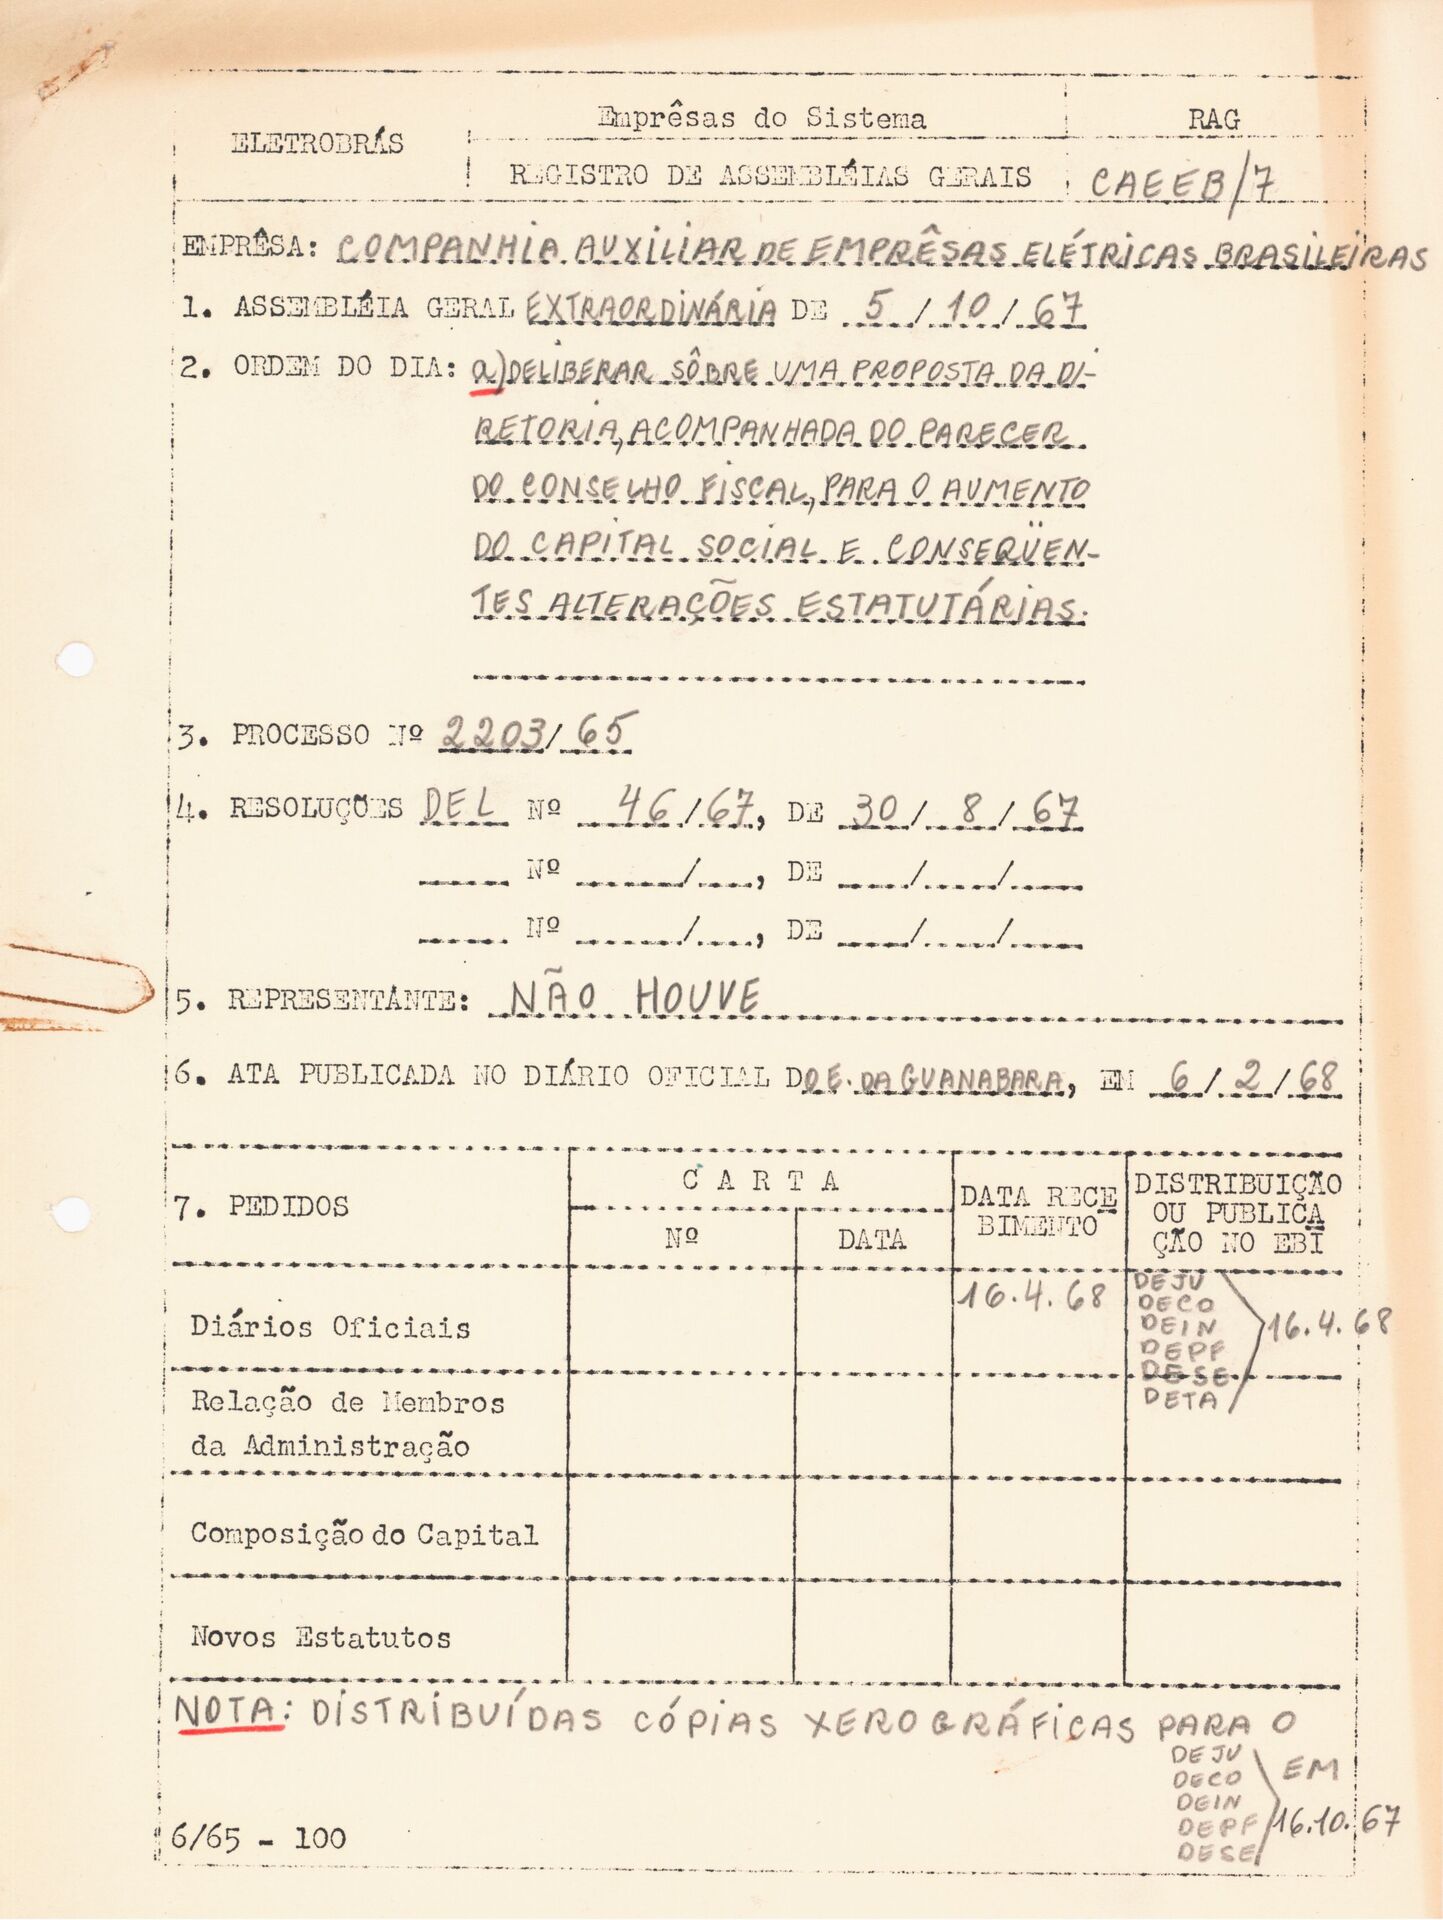 ELETROBRÁS
Emprêsas do Sistema
RAG
REGISTRO DE ASSEMBLÉIAS GERAIS
CAEEB/7
EMPRÊSA: COMPANHIA AUXILIAR DE EMPRÊSAS ELÉTRICAS BRASILEIRAS
1. ASSEMBLÉIA GERAL EXTRAORDINÁRIA DE 5/10/67
2. ORDEM DO DIA: a) DELIBERAR SÔBRE UMA PROPOSTA DA DI-
RETORIA, ACOMPANHADA DO PARECER
DO CONSELHO FISCAL, PARA O AUMENTO
DO CAPITAL SOCIAL E CONSEQÜEN-
TES ALTERAÇÕES ESTATUTÁRIAS.
3. PROCESSO Nº 2203/65
4. RESOLUÇÕES DEL Nº 46/67, DE 30/8/67
Nº /, DE / /
Nº /, DE / /
5. REPRESENTANTE: NÃO HOUVE
6. ATA PUBLICADA NO DIÁRIO OFICIAL DO E. DA GUANABARA, EM 6/2/68
7. PEDIDOS
C A R T A
Nº
DATA
DATA RECE
BIMENTO
DISTRIBUIÇÃO
OU PUBLICA
ÇÃO NO EBI
Diários Oficiais
16.4.68
DEJU
DECO
DEIN
DEPF
DESE
DETA
16.4.68
Relação de Membros
da Administração
Composição do Capital
Novos Estatutos
NOTA: DISTRIBUÍDAS CÓPIAS XEROGRÁFICAS PARA O
DEJU
DECO
DEIN
DEPF
DESE
EM
16.10.67
6/65 - 100